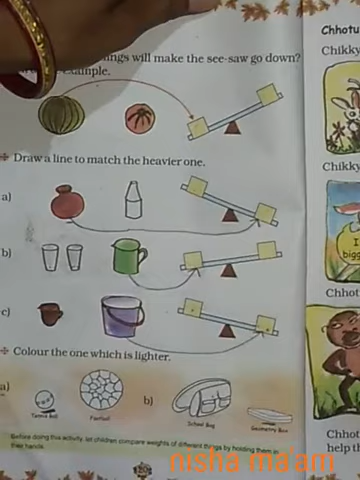 ings will make the see-saw go down?
example.
Draw a line to match the heavier one.
a)
b)
c)
Colour the one which is lighter.
a)
Tennis Ball
Football
b)
School Bag
Geometry Box
Before doing this activity, let children compare weights of different things by holding them in
their hands.
nisha ma'am
Chhotu
Chikky
Chikky
I
bigg
Chhot
Chhot
help th